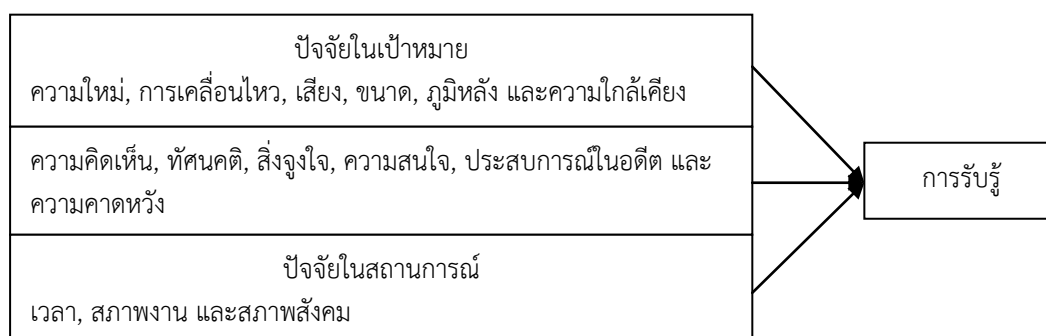 ปัจจัยในเป้าหมาย
ความใหม่, การเคลื่อนไหว, เสียง, ขนาด, ภูมิหลัง และความใกล้เคียง
ความคิดเห็น, ทัศนคติ, สิ่งจูงใจ, ความสนใจ, ประสบการณ์ในอดีต และ
ความคาดหวัง
ปัจจัยในสถานการณ์
เวลา, สภาพงาน และสภาพสังคม
การรับรู้